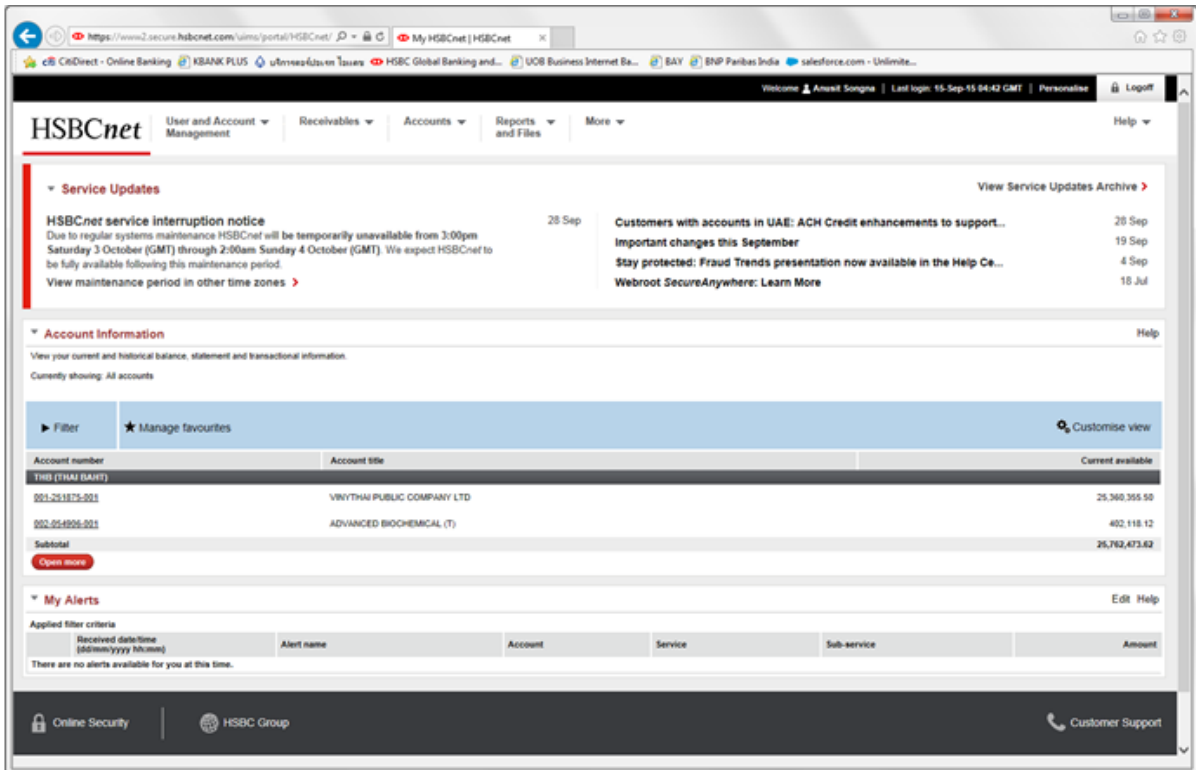 https://www2.secure.hsbcnet.com/uims/portal/HSBCnet/
My HSBCnet | HSBCnet
CitiDirect - Online Banking
KBANK PLUS
HSBC Global Banking and...
UOB Business Internet Ba...
BAY
BNP Paribas India
salesforce.com - Unlimite...
Welcome Anusit Songna | Last login: 15-Sep-15 04:42 GMT | Personalise
Logoff
HSBCnet
User and Account
Management
Receivables
Accounts
Reports
and Files
More
Help
Service Updates
View Service Updates Archive
HSBCnet service interruption notice 28 Sep
Due to regular systems maintenance HSBCnet will be temporarily unavailable from 3:00pm
Saturday 3 October (GMT) through 2:00am Sunday 4 October (GMT). We expect HSBCnet to
be fully available following this maintenance period.
View maintenance period in other time zones
Customers with accounts in UAE: ACH Credit enhancements to support... 28 Sep
Important changes this September 19 Sep
Stay protected: Fraud Trends presentation now available in the Help Ce... 4 Sep
Webroot SecureAnywhere: Learn More 18 Jul
Account Information
Help
View your current and historical balance, statement and transactional information.
Currently showing: All accounts
Filter
Manage favourites
Customise view
Account number Account title Current available
THB (THAI BAHT)
001-251875-001 VINYTHAI PUBLIC COMPANY LTD 25,360,355.50
002-054906-001 ADVANCED BIOCHEMICAL (T) 402,118.12
Subtotal 25,762,473.62
Open more
My Alerts
Edit Help
Applied filter criteria
Received date/time
(dd/mm/yyyy hh:mm)
Alert name Account Service Sub-service Amount
There are no alerts available for you at this time.
Online Security
HSBC Group
Customer Support